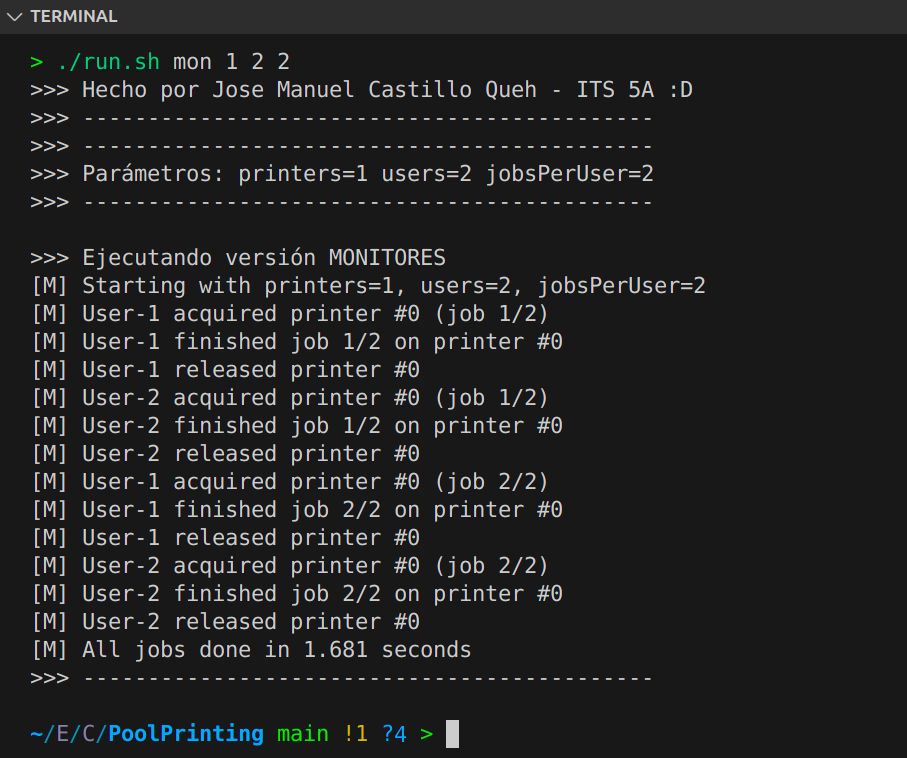 TERMINAL
> ./run.sh mon 1 2 2
>>> Hecho por Jose Manuel Castillo Queh - ITS 5A :D
>>> --------------------------------------------
>>> --------------------------------------------
>>> Parámetros: printers=1 users=2 jobsPerUser=2
>>> --------------------------------------------
>>> Ejecutando versión MONITORES
[M] Starting with printers=1, users=2, jobsPerUser=2
[M] User-1 acquired printer #0 (job 1/2)
[M] User-1 finished job 1/2 on printer #0
[M] User-1 released printer #0
[M] User-2 acquired printer #0 (job 1/2)
[M] User-2 finished job 1/2 on printer #0
[M] User-2 released printer #0
[M] User-1 acquired printer #0 (job 2/2)
[M] User-1 finished job 2/2 on printer #0
[M] User-1 released printer #0
[M] User-2 acquired printer #0 (job 2/2)
[M] User-2 finished job 2/2 on printer #0
[M] User-2 released printer #0
[M] All jobs done in 1.681 seconds
>>> --------------------------------------------
~/E/C/PoolPrinting main !1 ?4 >